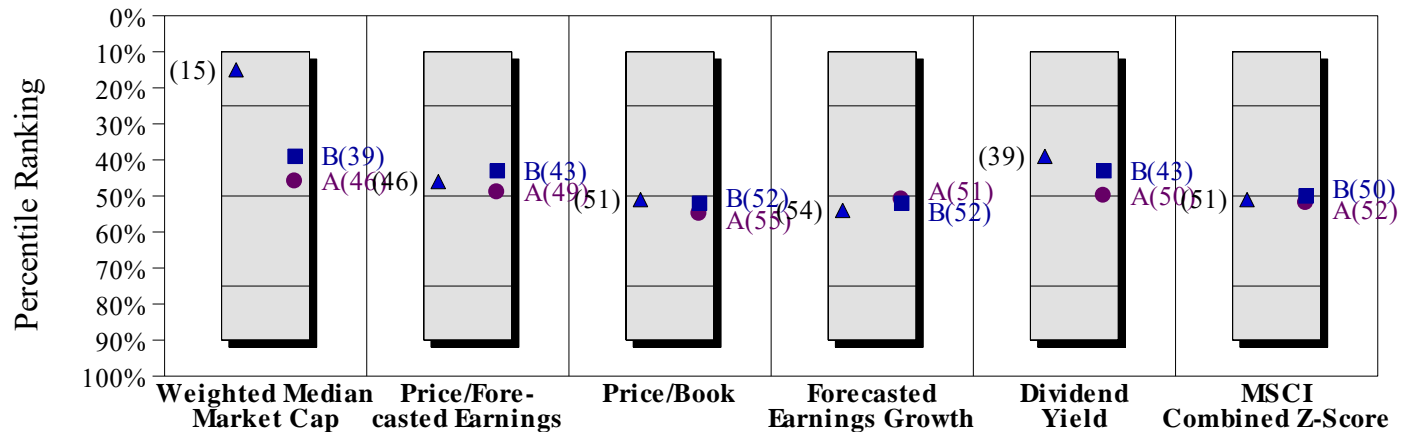 Percentile Ranking
0%
10%
20%
30%
40%
50%
60%
70%
80%
90%
100%
(15)
B(39)
A(46)
(46)
B(43)
A(49)
(51)
B(52)
A(55)
(54)
A(51)
B(52)
(39)
B(43)
A(50)
(51)
B(50)
A(52)
Weighted Median
Market Cap
Price/Fore-
casted Earnings
Price/Book
Forecasted
Earnings Growth
Dividend
Yield
MSCI
Combined Z-Score